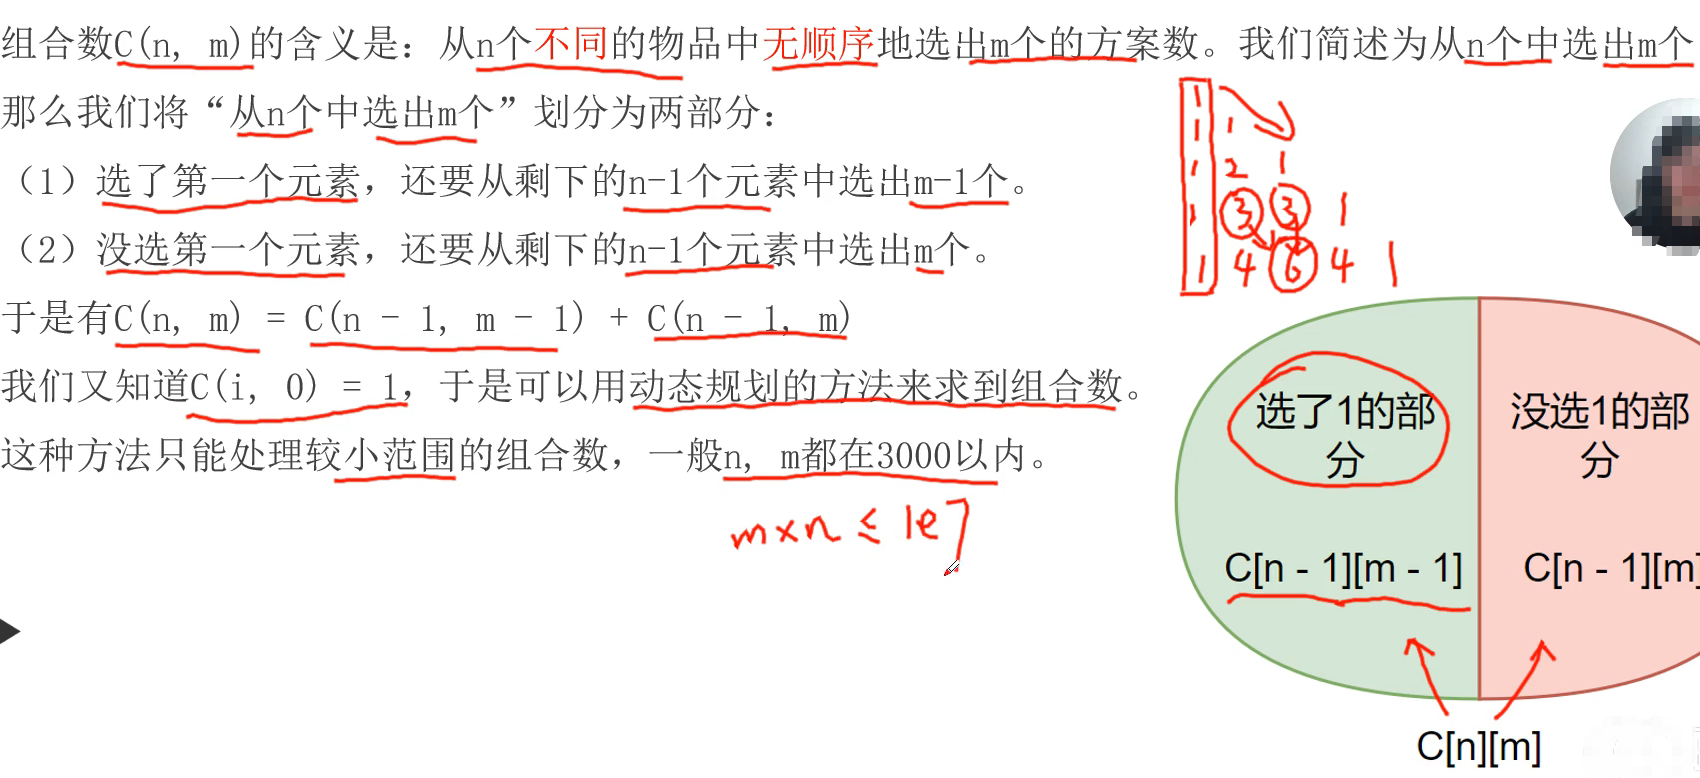 组合数C(n, m)的含义是：从n个不同的物品中无顺序地选出m个的方案数。我们简述为从n个中选出m个
那么我们将“从n个中选出m个”划分为两部分：
（1）选了第一个元素，还要从剩下的n-1个元素中选出m-1个。
（2）没选第一个元素，还要从剩下的n-1个元素中选出m个。
于是有C(n, m) = C(n - 1, m - 1) + C(n - 1, m)
我们又知道C(i, 0) = 1，于是可以用动态规划的方法来求到组合数。
这种方法只能处理较小范围的组合数，一般n, m都在3000以内。
m×n ≤ 1e7
1
1 1
1 2 1
1 3 3 1
1 4 6 4 1
选了1的部分
C[n - 1][m - 1]
没选1的部分
C[n - 1][m]
C[n][m]